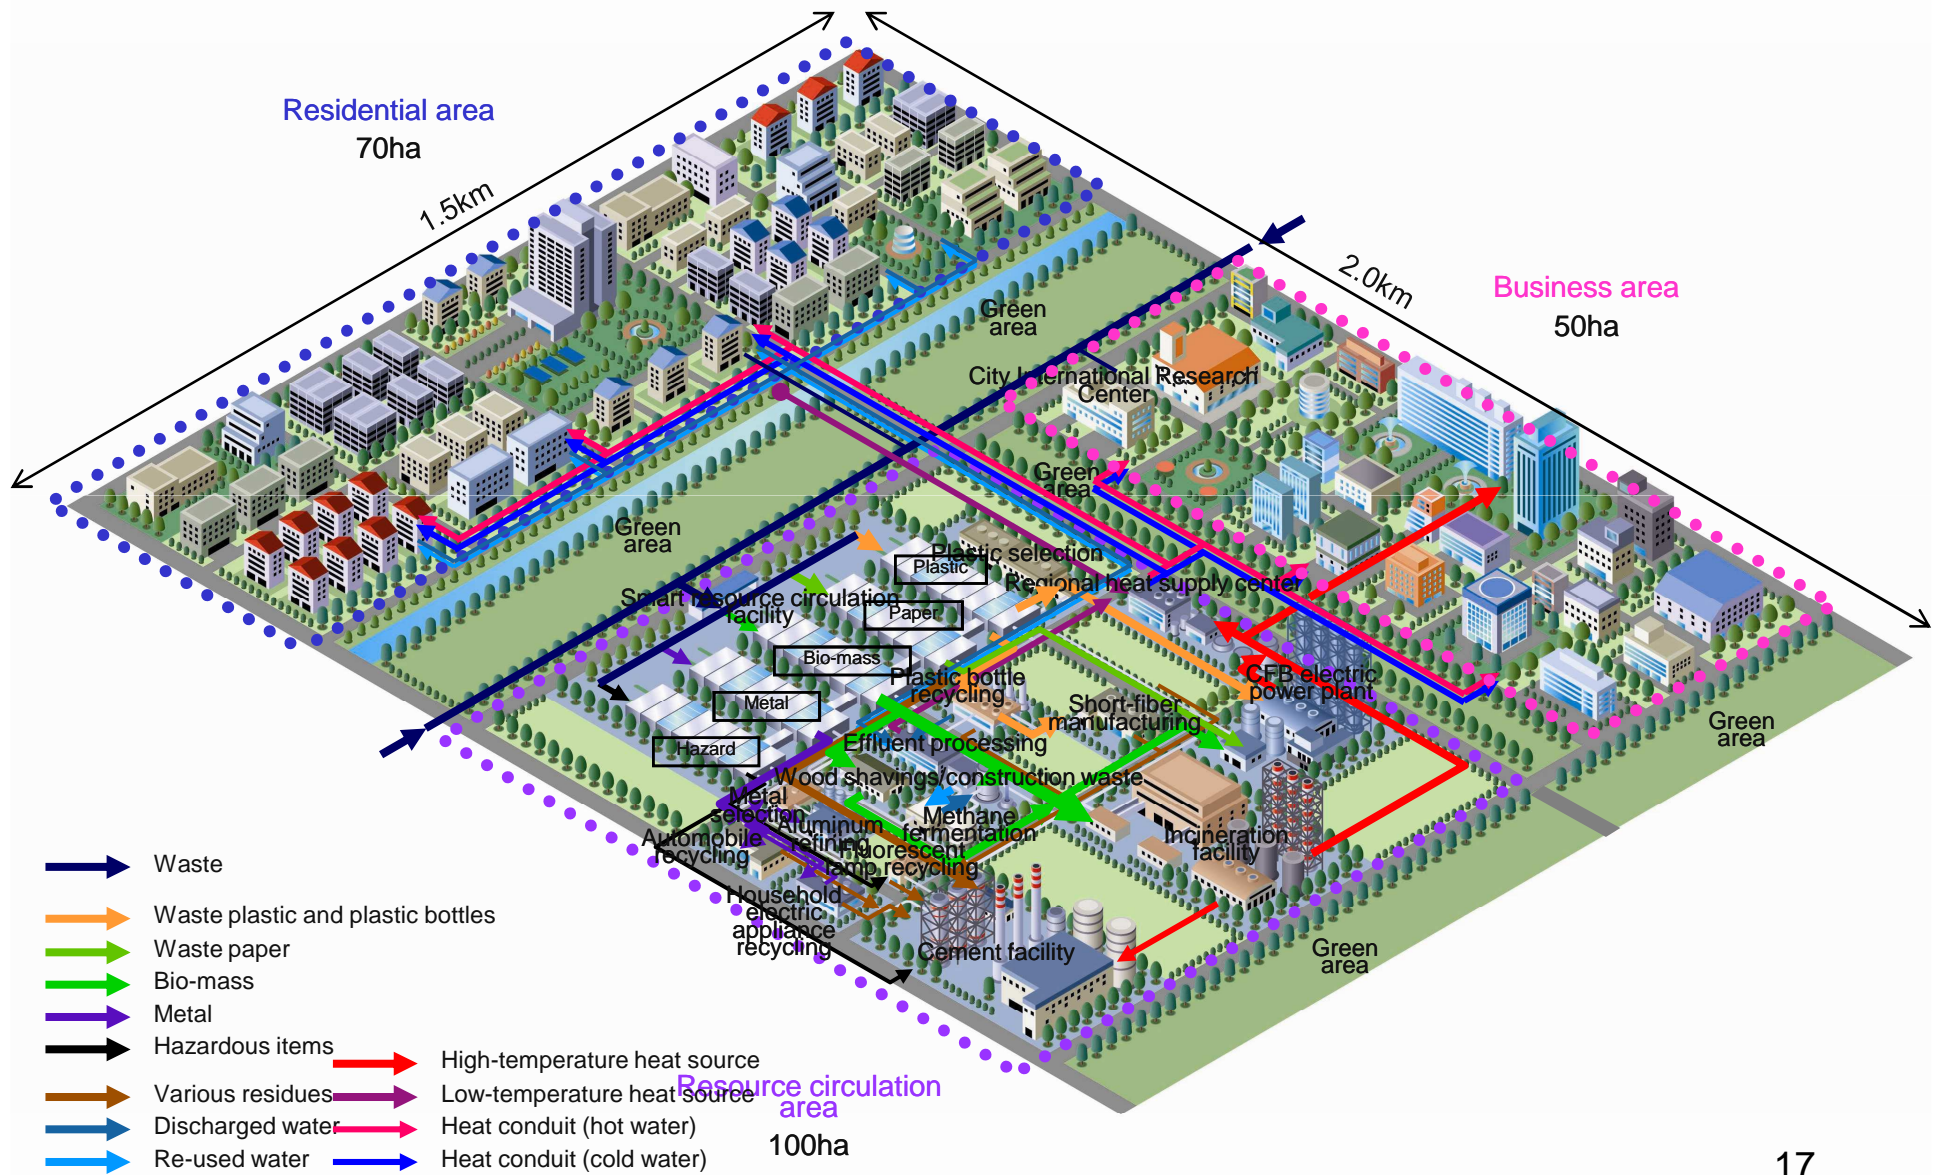 Residential area
70ha
1.5km
2.0km
Business area
50ha
Green
area
City International Research
Center
Green
area
Green
area
Plastic selection
Plastic
Regional heat supply center
Smart resource circulation
facility
Paper
Bio-mass
Plastic bottle
recycling
CFB electric
power plant
Metal
Short-fiber
manufacturing
Green
area
Hazard
Effluent processing
Wood shavings/construction waste
Metal
selection
Methane
fermentation
Aluminum
refining
Automobile
recycling
Fluorescent
lamp recycling
Incineration
facility
Household
electric
appliance
recycling
Cement facility
Green
area
Waste
Waste plastic and plastic bottles
Waste paper
Bio-mass
Metal
Hazardous items
Various residues
Discharged water
Re-used water
High-temperature heat source
Low-temperature heat source
Heat conduit (hot water)
Heat conduit (cold water)
Resource circulation
area
100ha
17